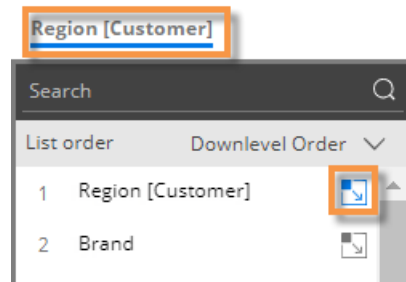 Region [Customer]
Search
List order Downlevel Order
1 Region [Customer]
2 Brand